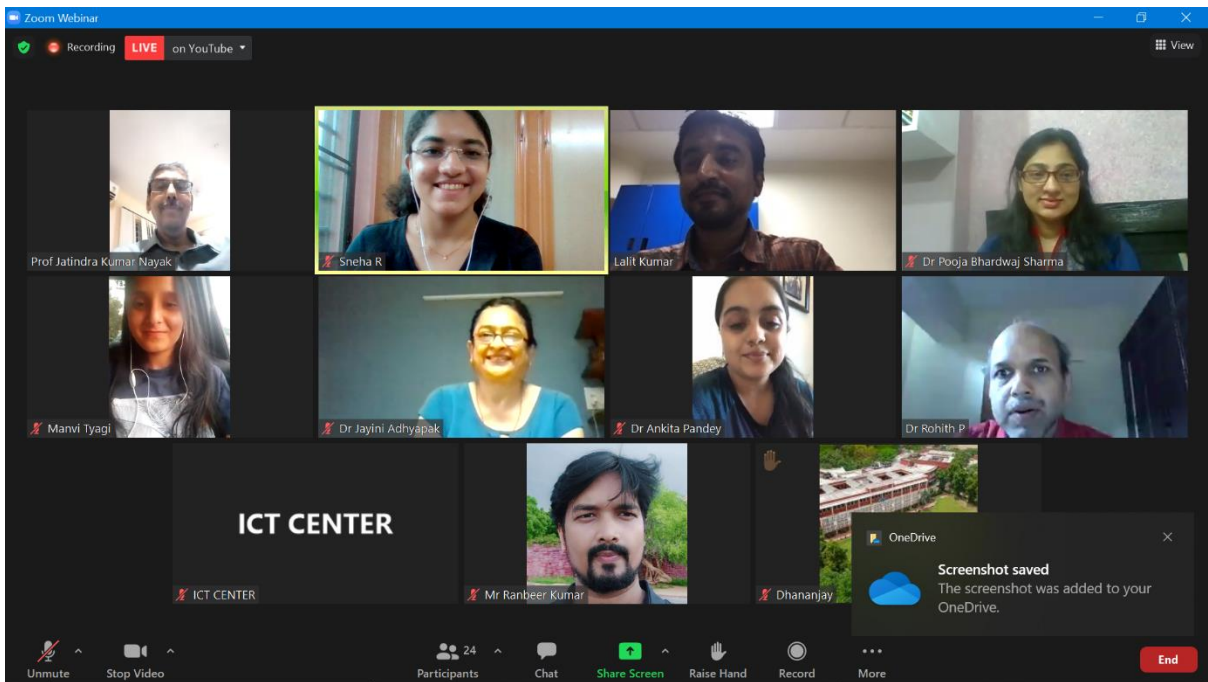 Zoom Webinar
Recording LIVE on YouTube
View
Prof Jatindra Kumar Nayak
Sneha R
Lalit Kumar
Dr Pooja Bhardwaj Sharma
Manvi Tyagi
Dr Jayini Adhyapak
Dr Ankita Pandey
Dr Rohith P
ICT CENTER
ICT CENTER
Mr Ranbeer Kumar
Dhananjay
OneDrive
Screenshot saved
The screenshot was added to your
OneDrive.
Unmute
Stop Video
24
Participants
Chat
Share Screen
Raise Hand
Record
More
End